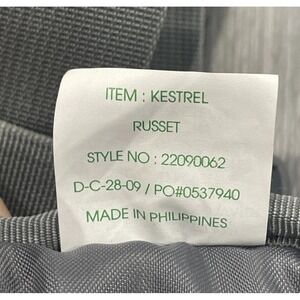 ITEM : KESTREL
RUSSET
STYLE NO : 22090062
D-C-28-09 / PO#0537940
MADE IN PHILIPPINES